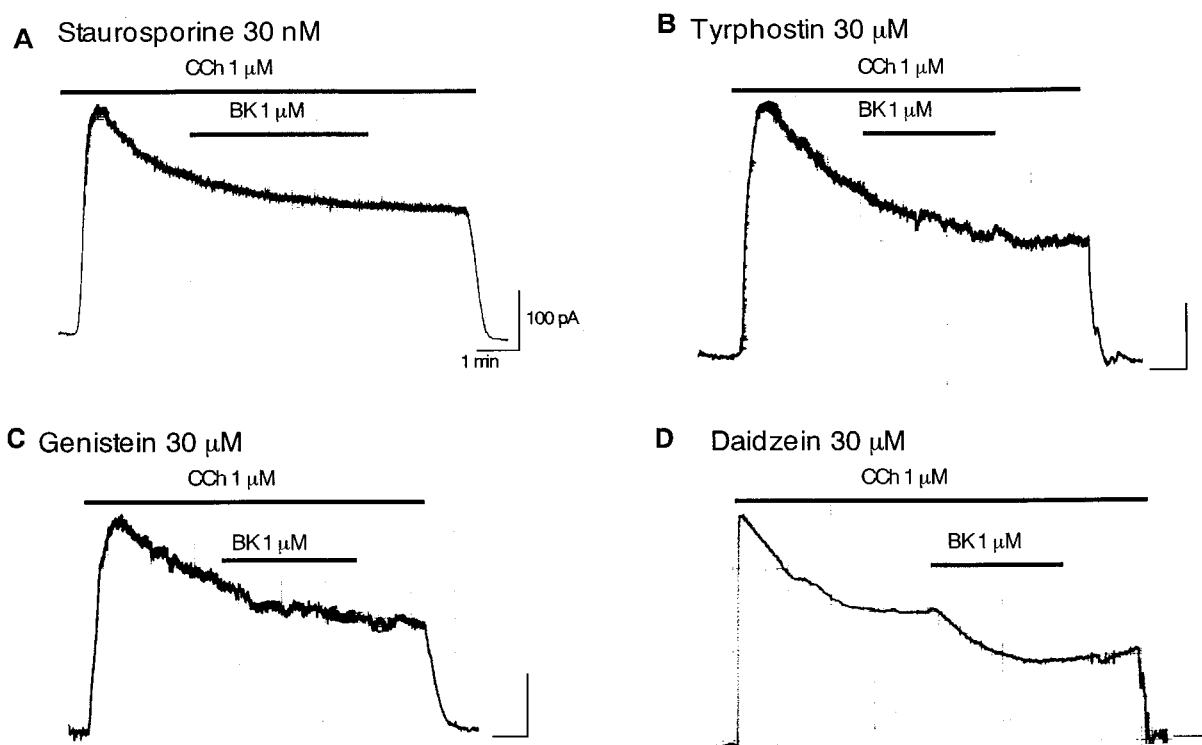 A Staurosporine 30 nM
CCh 1 μM
BK 1 μM
100 pA
1 min
B Tyrphostin 30 μM
CCh 1 μM
BK 1 μM
C Genistein 30 μM
CCh 1 μM
BK 1 μM
D Daidzein 30 μM
CCh 1 μM
BK 1 μM